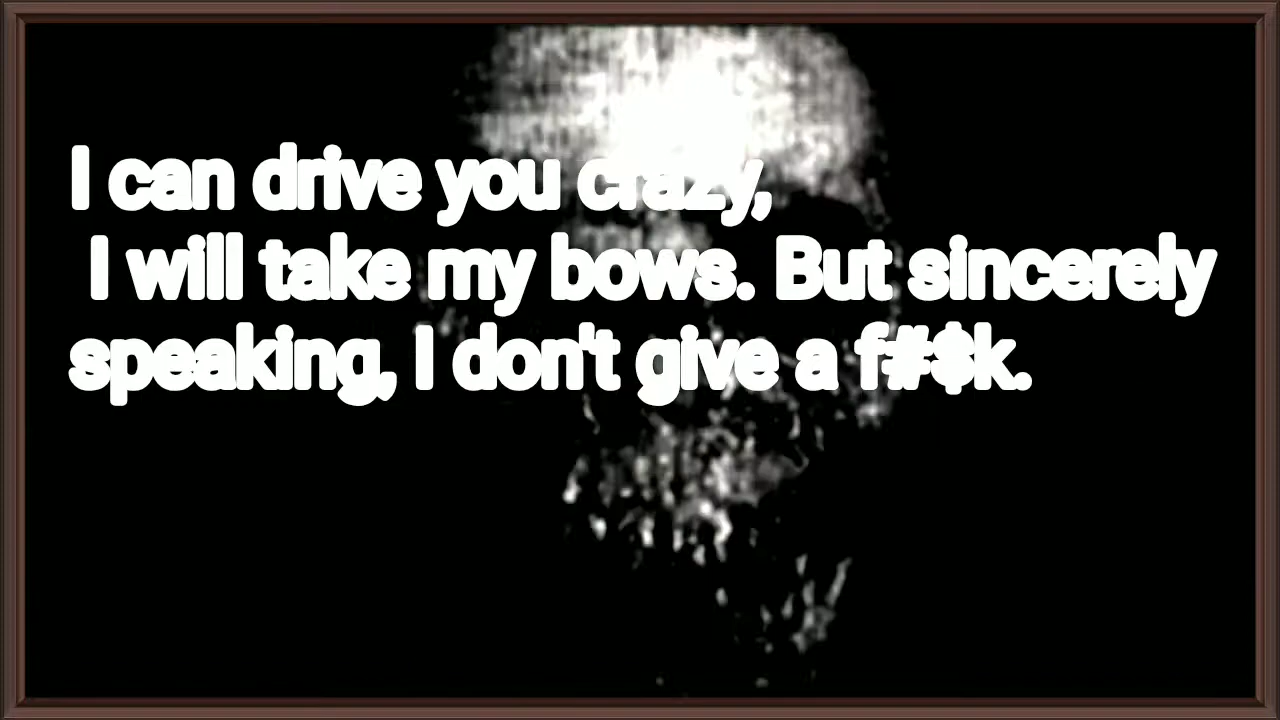 I can drive you crazy,
I will take my bows. But sincerely
speaking, I don't give a f#$k.